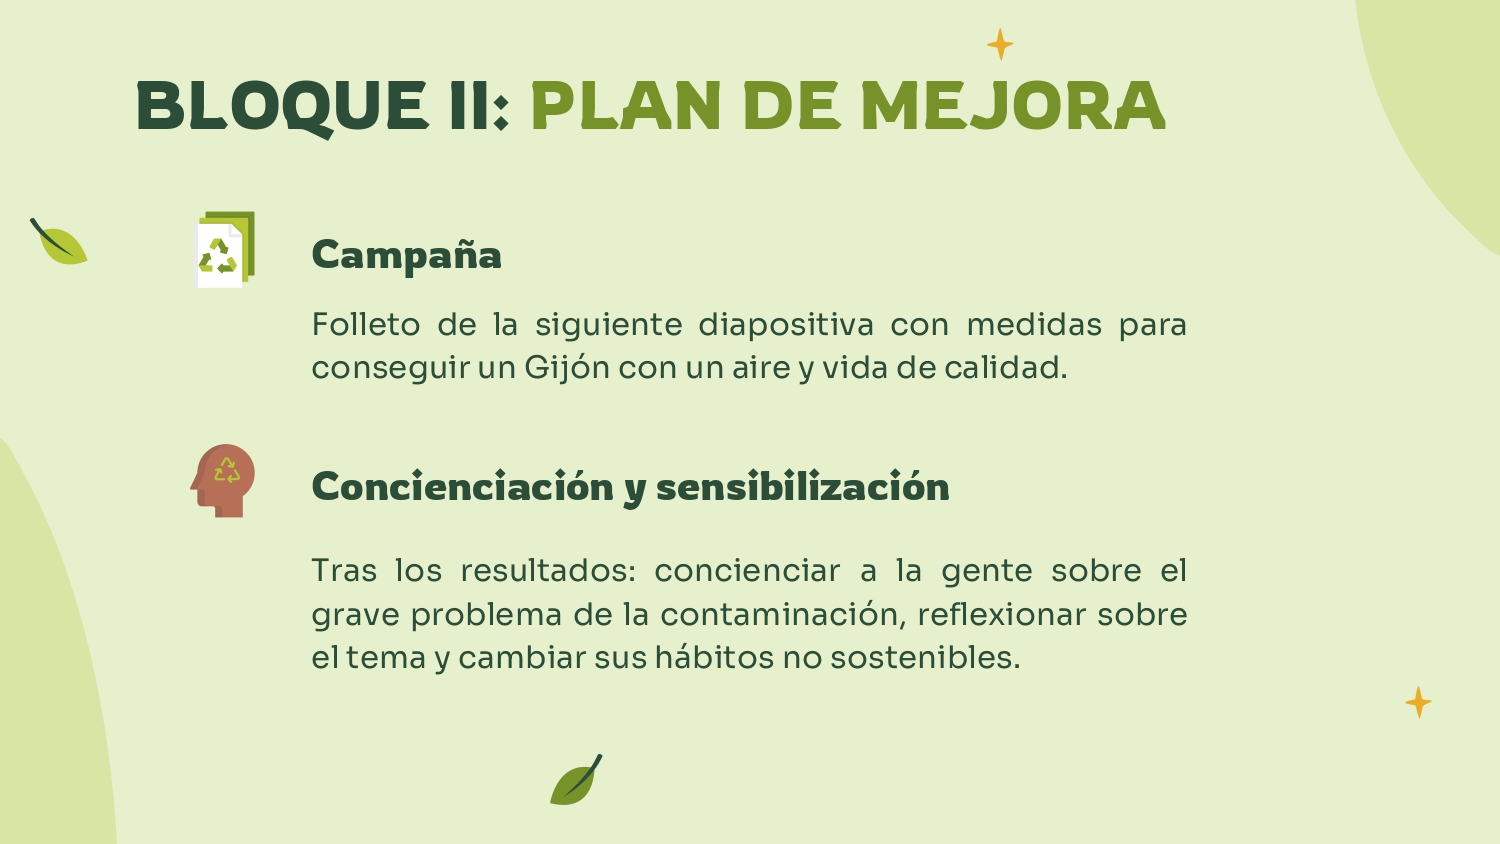 BLOQUE II: PLAN DE MEJORA
Campaña
Folleto de la siguiente diapositiva con medidas para
conseguir un Gijón con un aire y vida de calidad.
Concienciación y sensibilización
Tras los resultados: concienciar a la gente sobre el
grave problema de la contaminación, reflexionar sobre
el tema y cambiar sus hábitos no sostenibles.